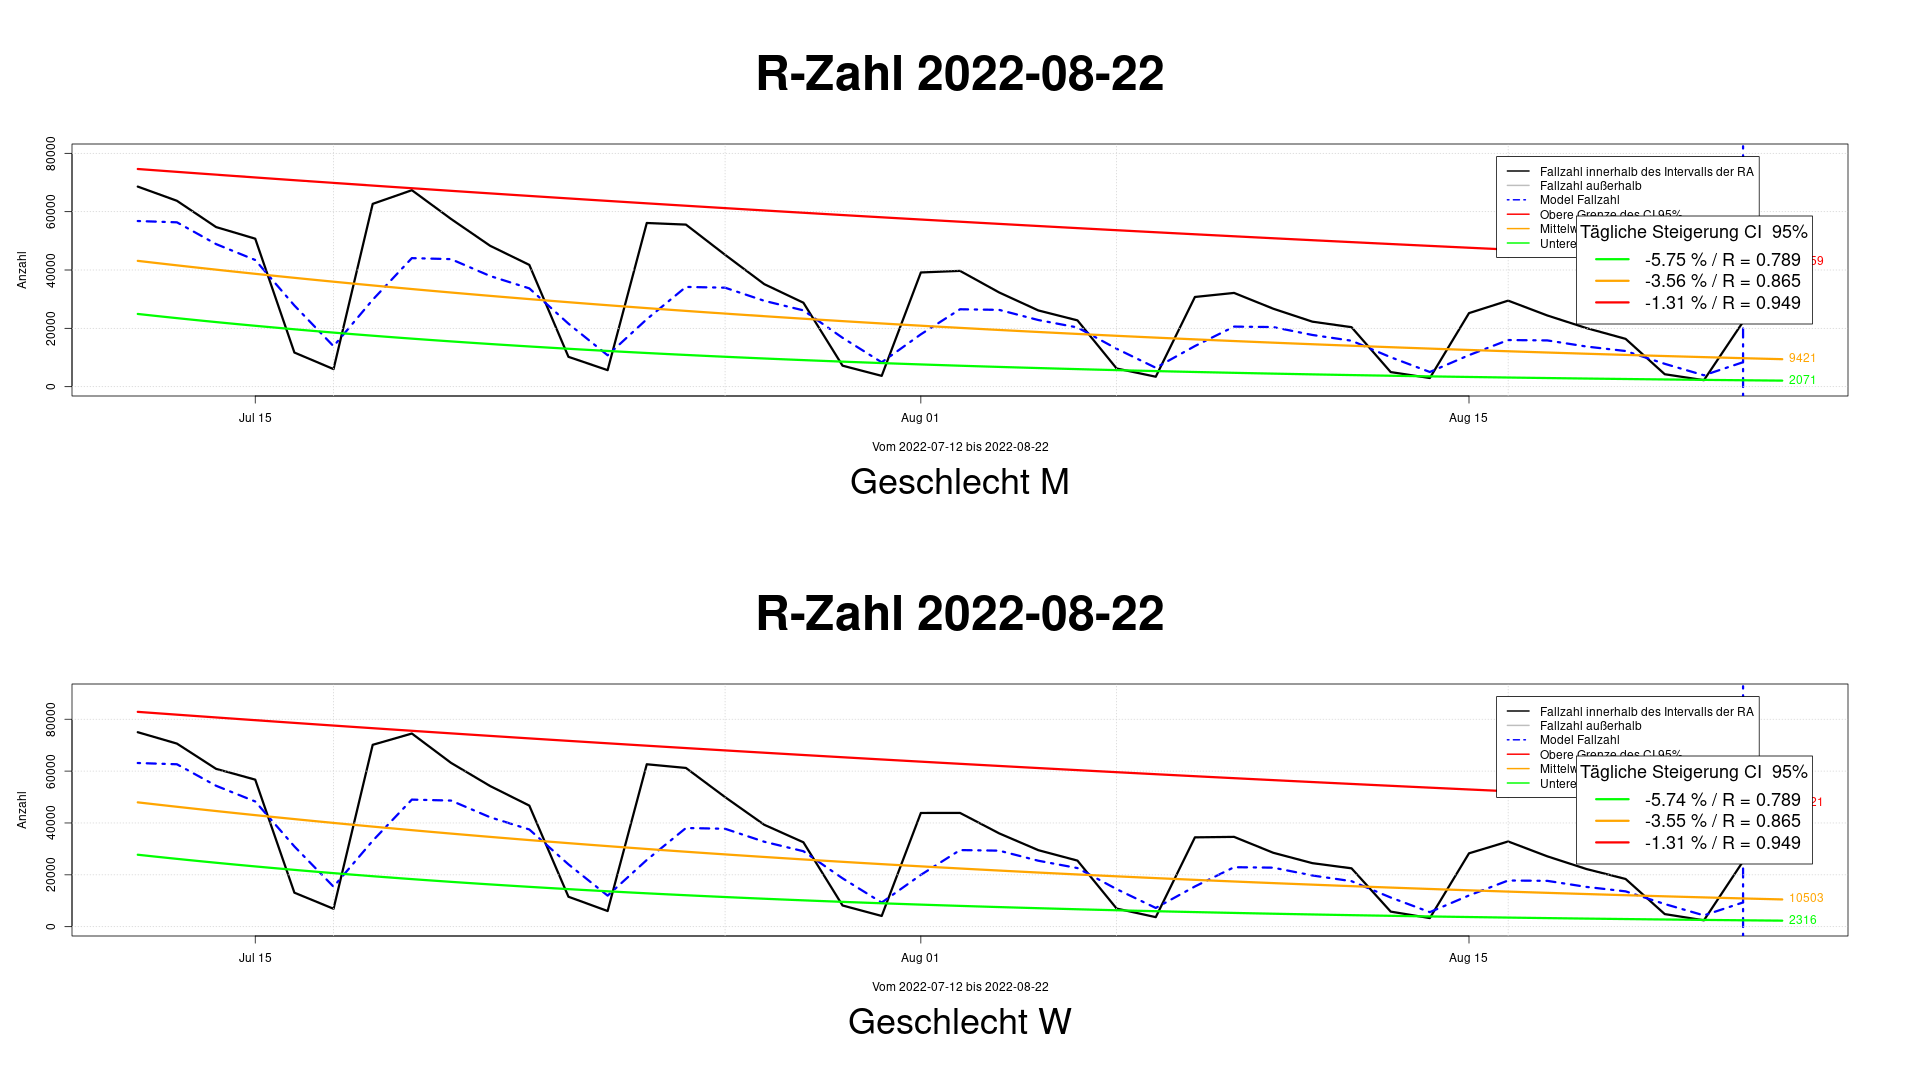 R-Zahl 2022-08-22
Anzahl
80000
60000
40000
20000
0
Fallzahl innerhalb des Intervalls der RA
Fallzahl außerhalb
Model Fallzahl
Obere Grenze des CI 95%
Tägliche Steigerung CI 95%
-5.75 % / R = 0.789
-3.56 % / R = 0.865
-1.31 % / R = 0.949
9421
2071
Jul 15
Aug 01
Aug 15
Vom 2022-07-12 bis 2022-08-22
Geschlecht M
R-Zahl 2022-08-22
Anzahl
80000
60000
40000
20000
0
Fallzahl innerhalb des Intervalls der RA
Fallzahl außerhalb
Model Fallzahl
Obere Grenze des CI 95%
Tägliche Steigerung CI 95%
-5.74 % / R = 0.789
-3.55 % / R = 0.865
-1.31 % / R = 0.949
10503
2316
Jul 15
Aug 01
Aug 15
Vom 2022-07-12 bis 2022-08-22
Geschlecht W